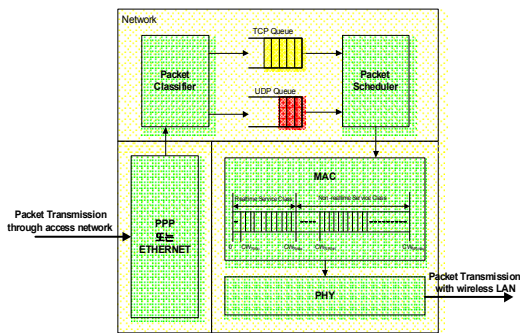 Network
TCP Queue
Packet
Classifier
Packet
Scheduler
UDP Queue
MAC
Realtime Service Class
Non-realtime Service Class
0
Packet Transmission
through access network
PPP
또는
ETHERNET
PHY
Packet Transmission
with wireless LAN